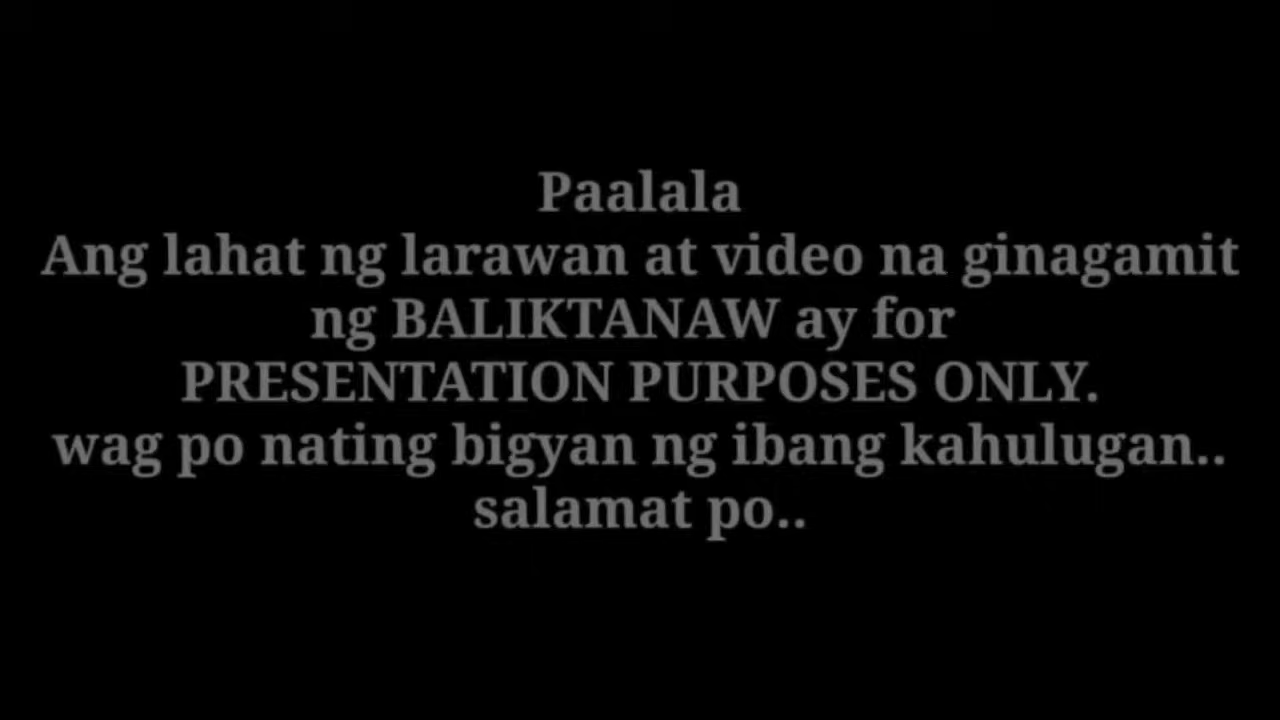 Paalala
Ang lahat ng larawan at video na ginagamit
ng BALIKTANAW ay for
PRESENTATION PURPOSES ONLY.
wag po nating bigyan ng ibang kahulugan..
salamat po..